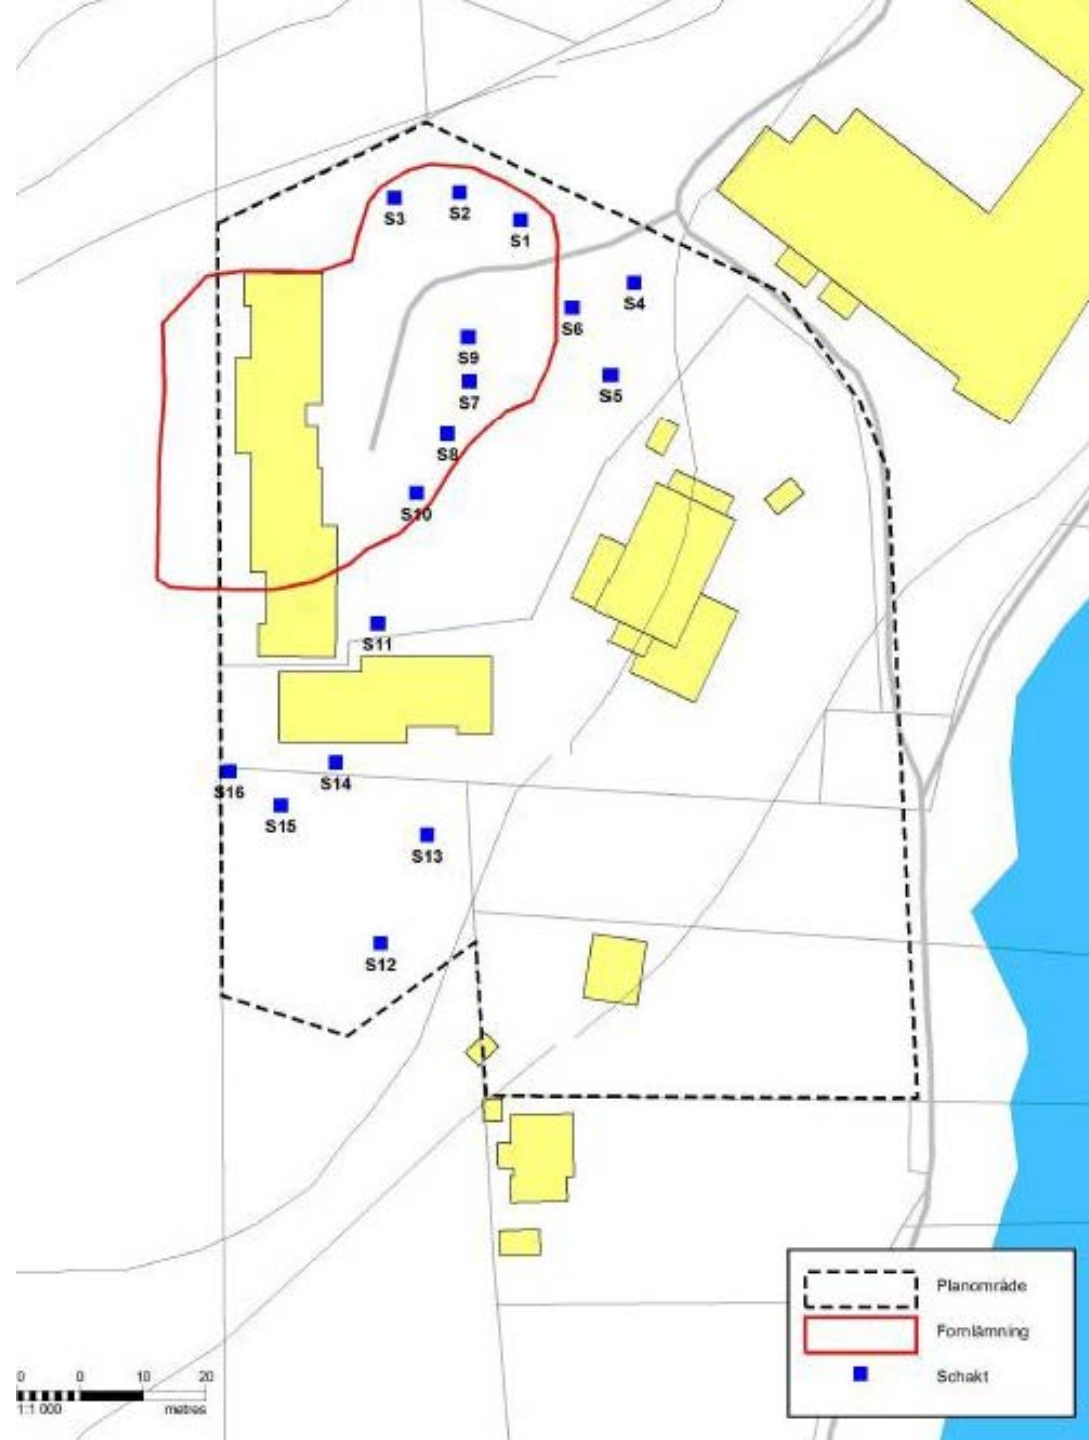 S3
S2
S1
S4
S6
S9
S5
S7
S8
S10
S11
S14
S16
S15
S13
S12
Planområde
Fornlämning
Schakt
0 0 10 20
1:1 000 metres